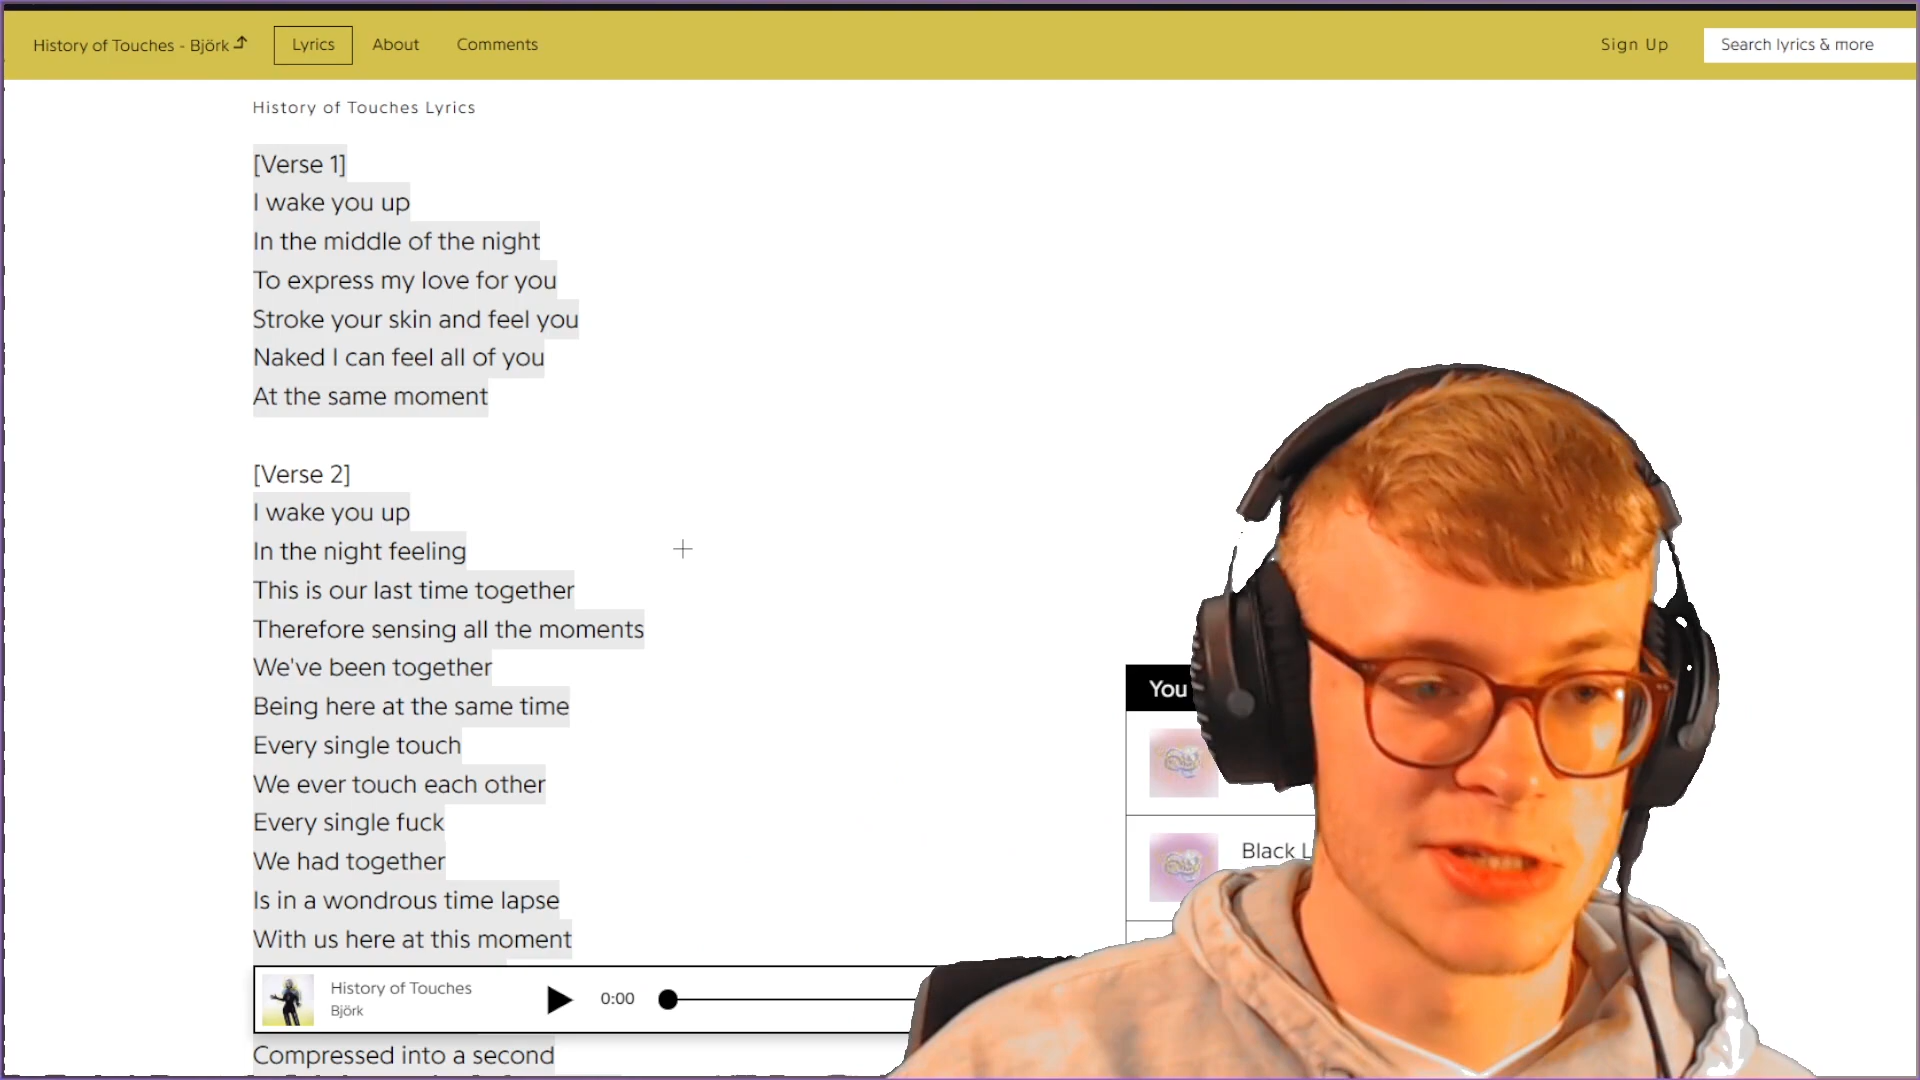 History of Touches - Björk
Lyrics
About
Comments
Sign Up
Search lyrics & more
History of Touches Lyrics
[Verse 1]
I wake you up
In the middle of the night
To express my love for you
Stroke your skin and feel you
Naked I can feel all of you
At the same moment
[Verse 2]
I wake you up
In the night feeling
This is our last time together
Therefore sensing all the moments
We've been together
Being here at the same time
Every single touch
We ever touch each other
Every single fuck
We had together
Is in a wondrous time lapse
With us here at this moment
History of Touches
Björk
0:00
Compressed into a second
You
Black L